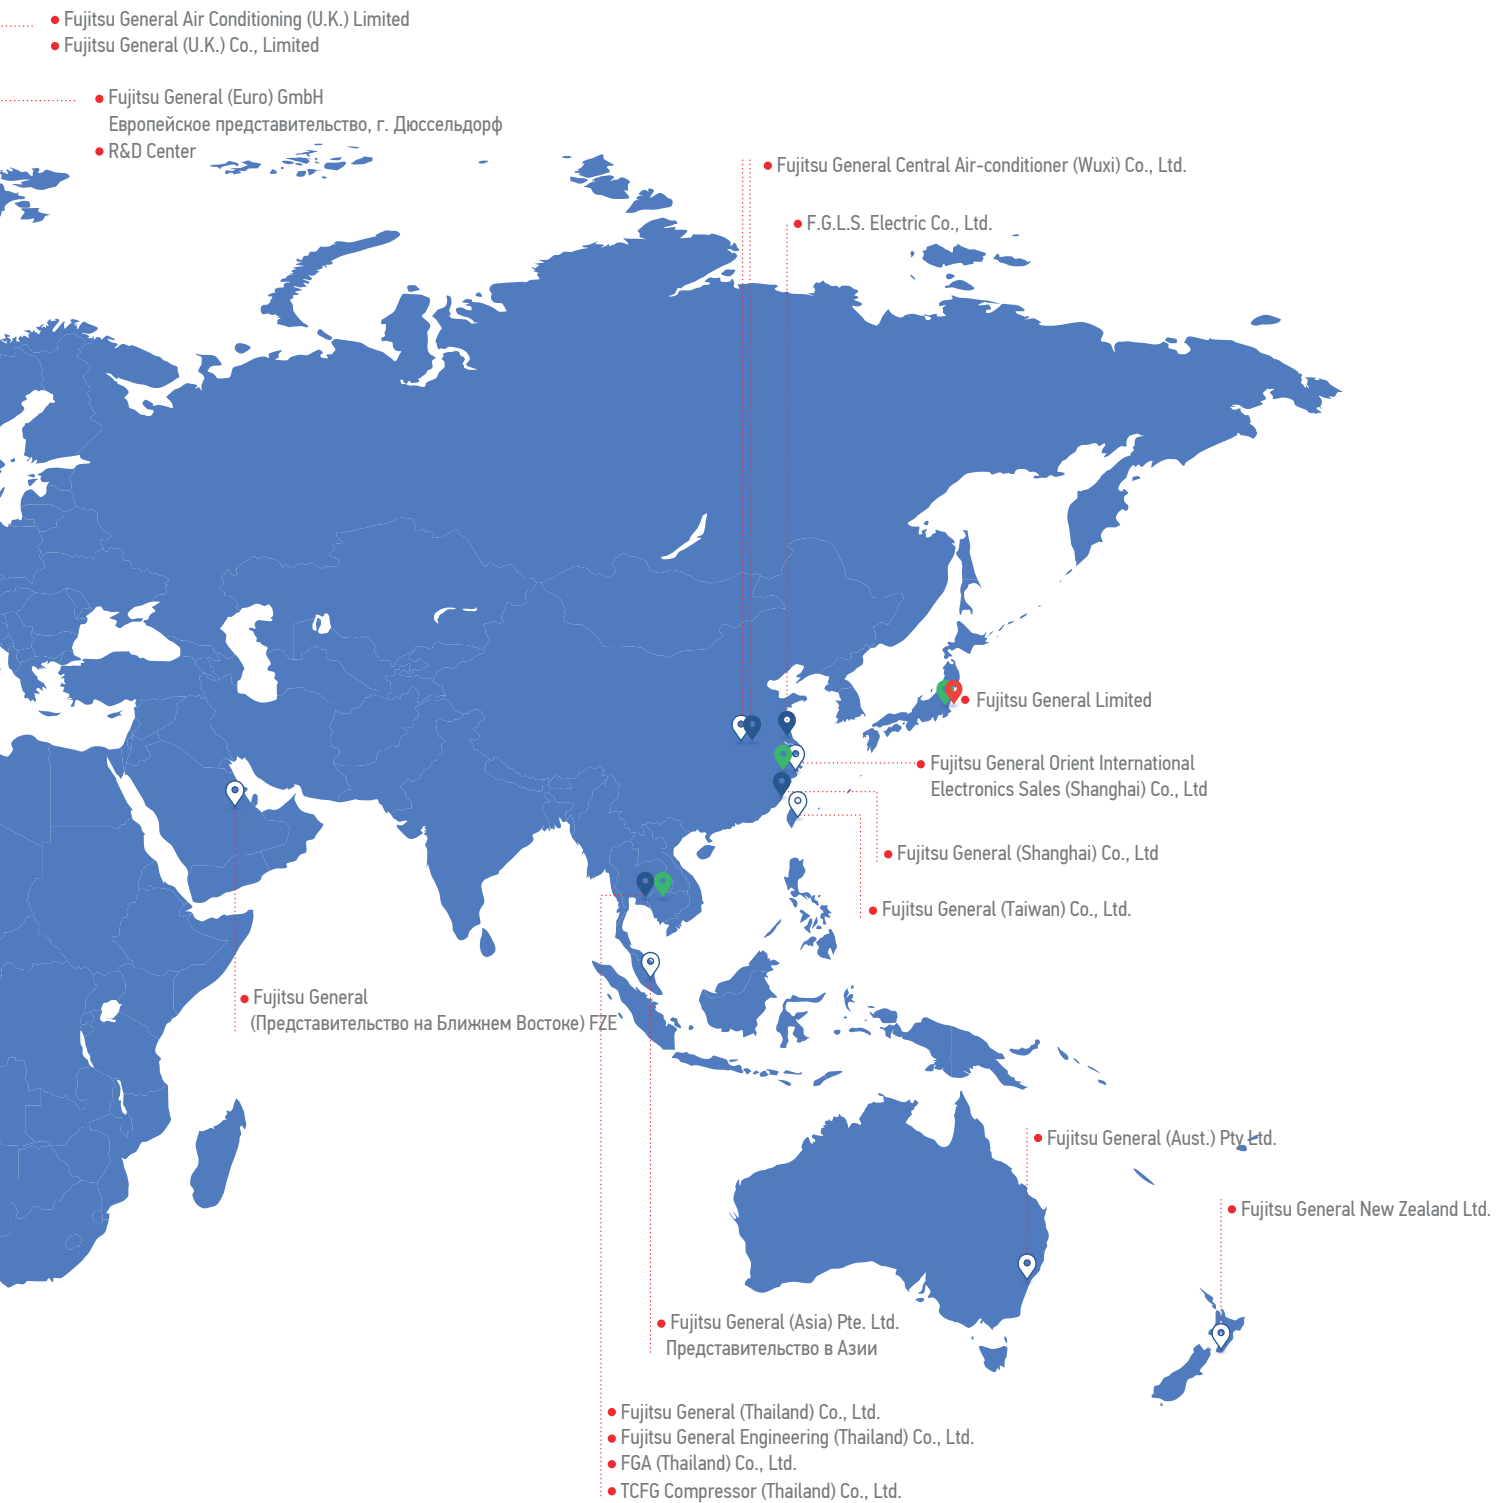 Fujitsu General Air Conditioning (U.K.) Limited
Fujitsu General (U.K.) Co., Limited
Fujitsu General (Euro) GmbH
Европейское представительство, г. Дюссельдорф
R&D Center
Fujitsu General Central Air-conditioner (Wuxi) Co., Ltd.
F.G.L.S. Electric Co., Ltd.
Fujitsu General Limited
Fujitsu General Orient International
Electronics Sales (Shanghai) Co., Ltd
Fujitsu General (Shanghai) Co., Ltd
Fujitsu General (Taiwan) Co., Ltd.
Fujitsu General
(Представительство на Ближнем Востоке) FZE
Fujitsu General (Aust.) Pty Ltd.
Fujitsu General New Zealand Ltd.
Fujitsu General (Asia) Pte. Ltd.
Представительство в Азии
Fujitsu General (Thailand) Co., Ltd.
Fujitsu General Engineering (Thailand) Co., Ltd.
FGA (Thailand) Co., Ltd.
TCFG Compressor (Thailand) Co., Ltd.